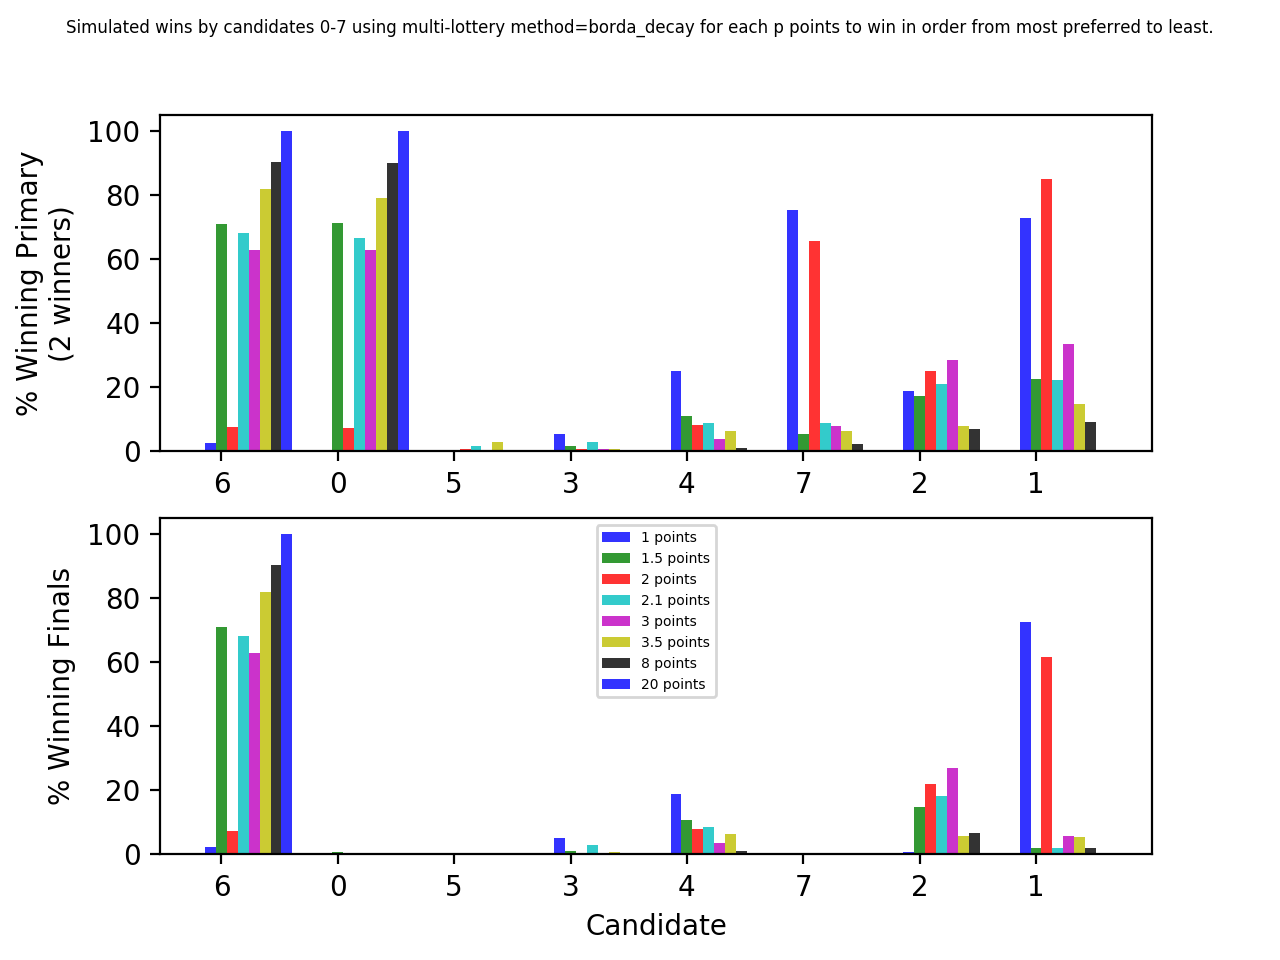 Simulated wins by candidates 0-7 using multi-lottery method=borda_decay for each p points to win in order from most preferred to least.
% Winning Primary
(2 winners)
100
80
60
40
20
0
6 0 5 3 4 7 2 1
% Winning Finals
100
80
60
40
20
0
1 points
1.5 points
2 points
2.1 points
3 points
3.5 points
8 points
20 points
6 0 5 3 4 7 2 1
Candidate